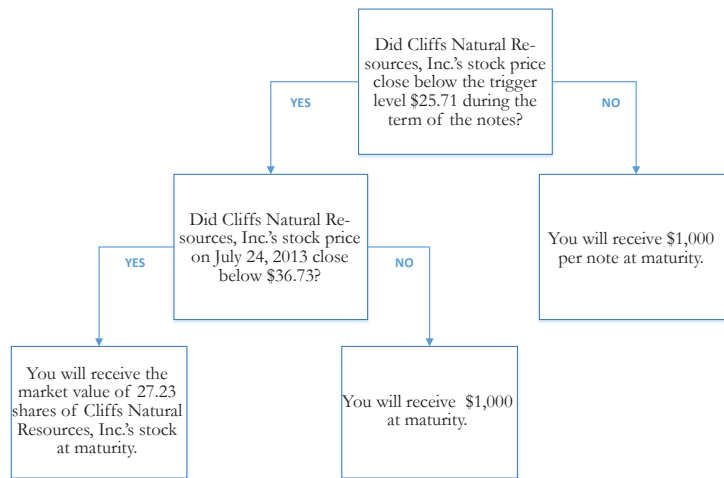 Did Cliffs Natural Re-
sources, Inc.'s stock price
close below the trigger
level $25.71 during the
term of the notes?
YES
NO
Did Cliffs Natural Re-
sources, Inc.'s stock price
on July 24, 2013 close
below $36.73?
You will receive $1,000
per note at maturity.
YES
NO
You will receive the
market value of 27.23
shares of Cliffs Natural
Resources, Inc.'s stock
at maturity.
You will receive $1,000
at maturity.